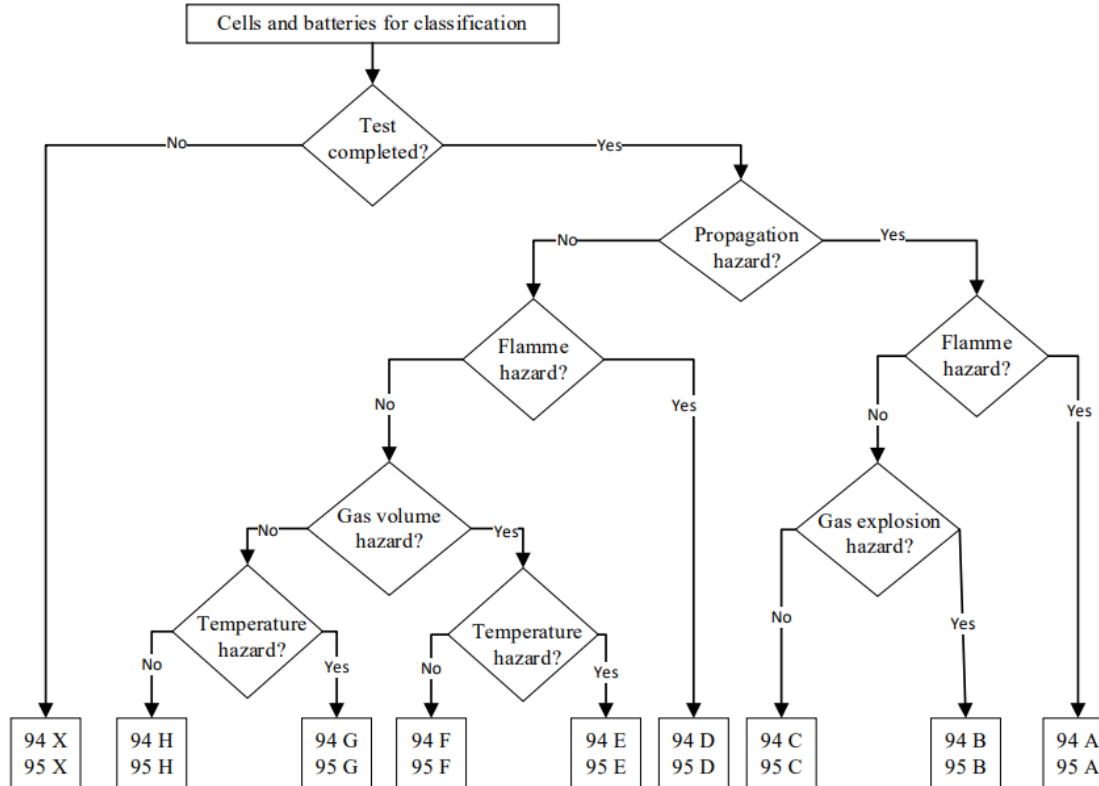 Cells and batteries for classification
Test
completed?
No
Yes
Propagation
hazard?
No
Yes
Flamme
hazard?
Flamme
hazard?
No
Yes
No
Yes
Gas volume
hazard?
Gas explosion
hazard?
No
Yes
Temperature
hazard?
Temperature
hazard?
No
Yes
No
Yes
No
Yes
94 X
95 X
94 H
95 H
94 G
95 G
94 F
95 F
94 E
95 E
94 D
95 D
94 C
95 C
94 B
95 B
94 A
95 A